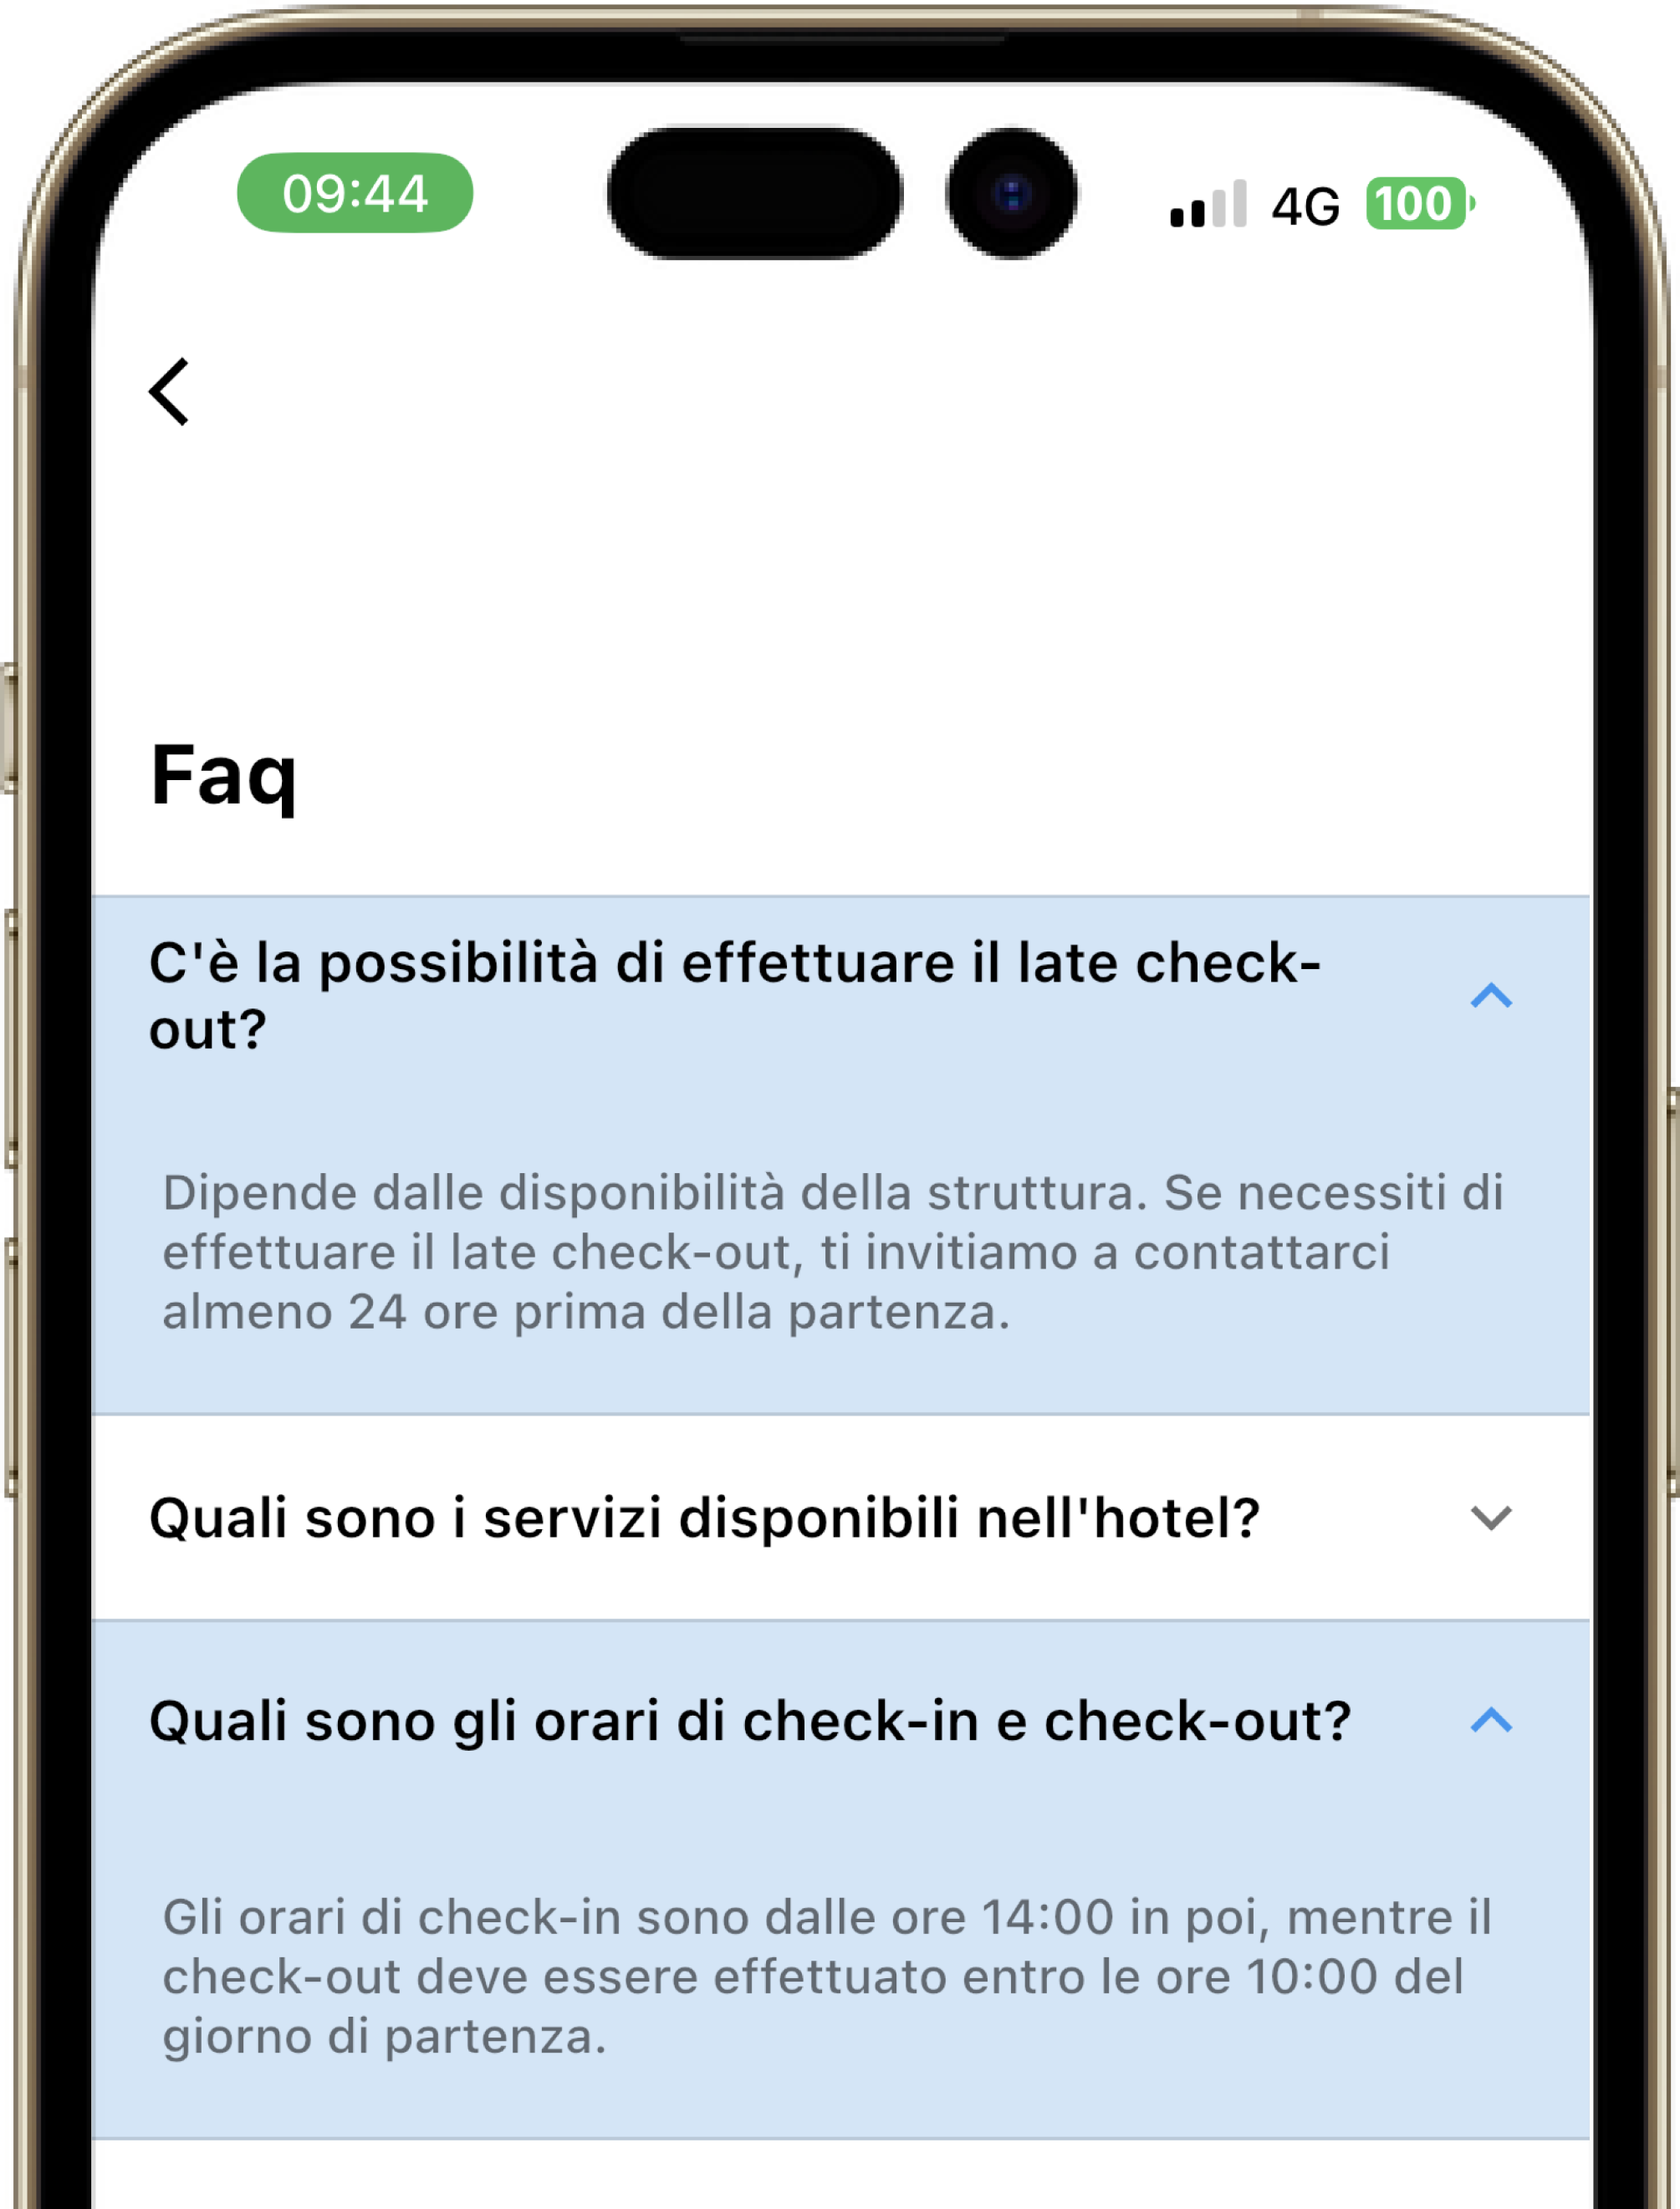 09:44
4G 100
Faq
C'è la possibilità di effettuare il late check-
out?
Dipende dalle disponibilità della struttura. Se necessiti di
effettuare il late check-out, ti invitiamo a contattarci
almeno 24 ore prima della partenza.
Quali sono i servizi disponibili nell'hotel?
Quali sono gli orari di check-in e check-out?
Gli orari di check-in sono dalle ore 14:00 in poi, mentre il
check-out deve essere effettuato entro le ore 10:00 del
giorno di partenza.